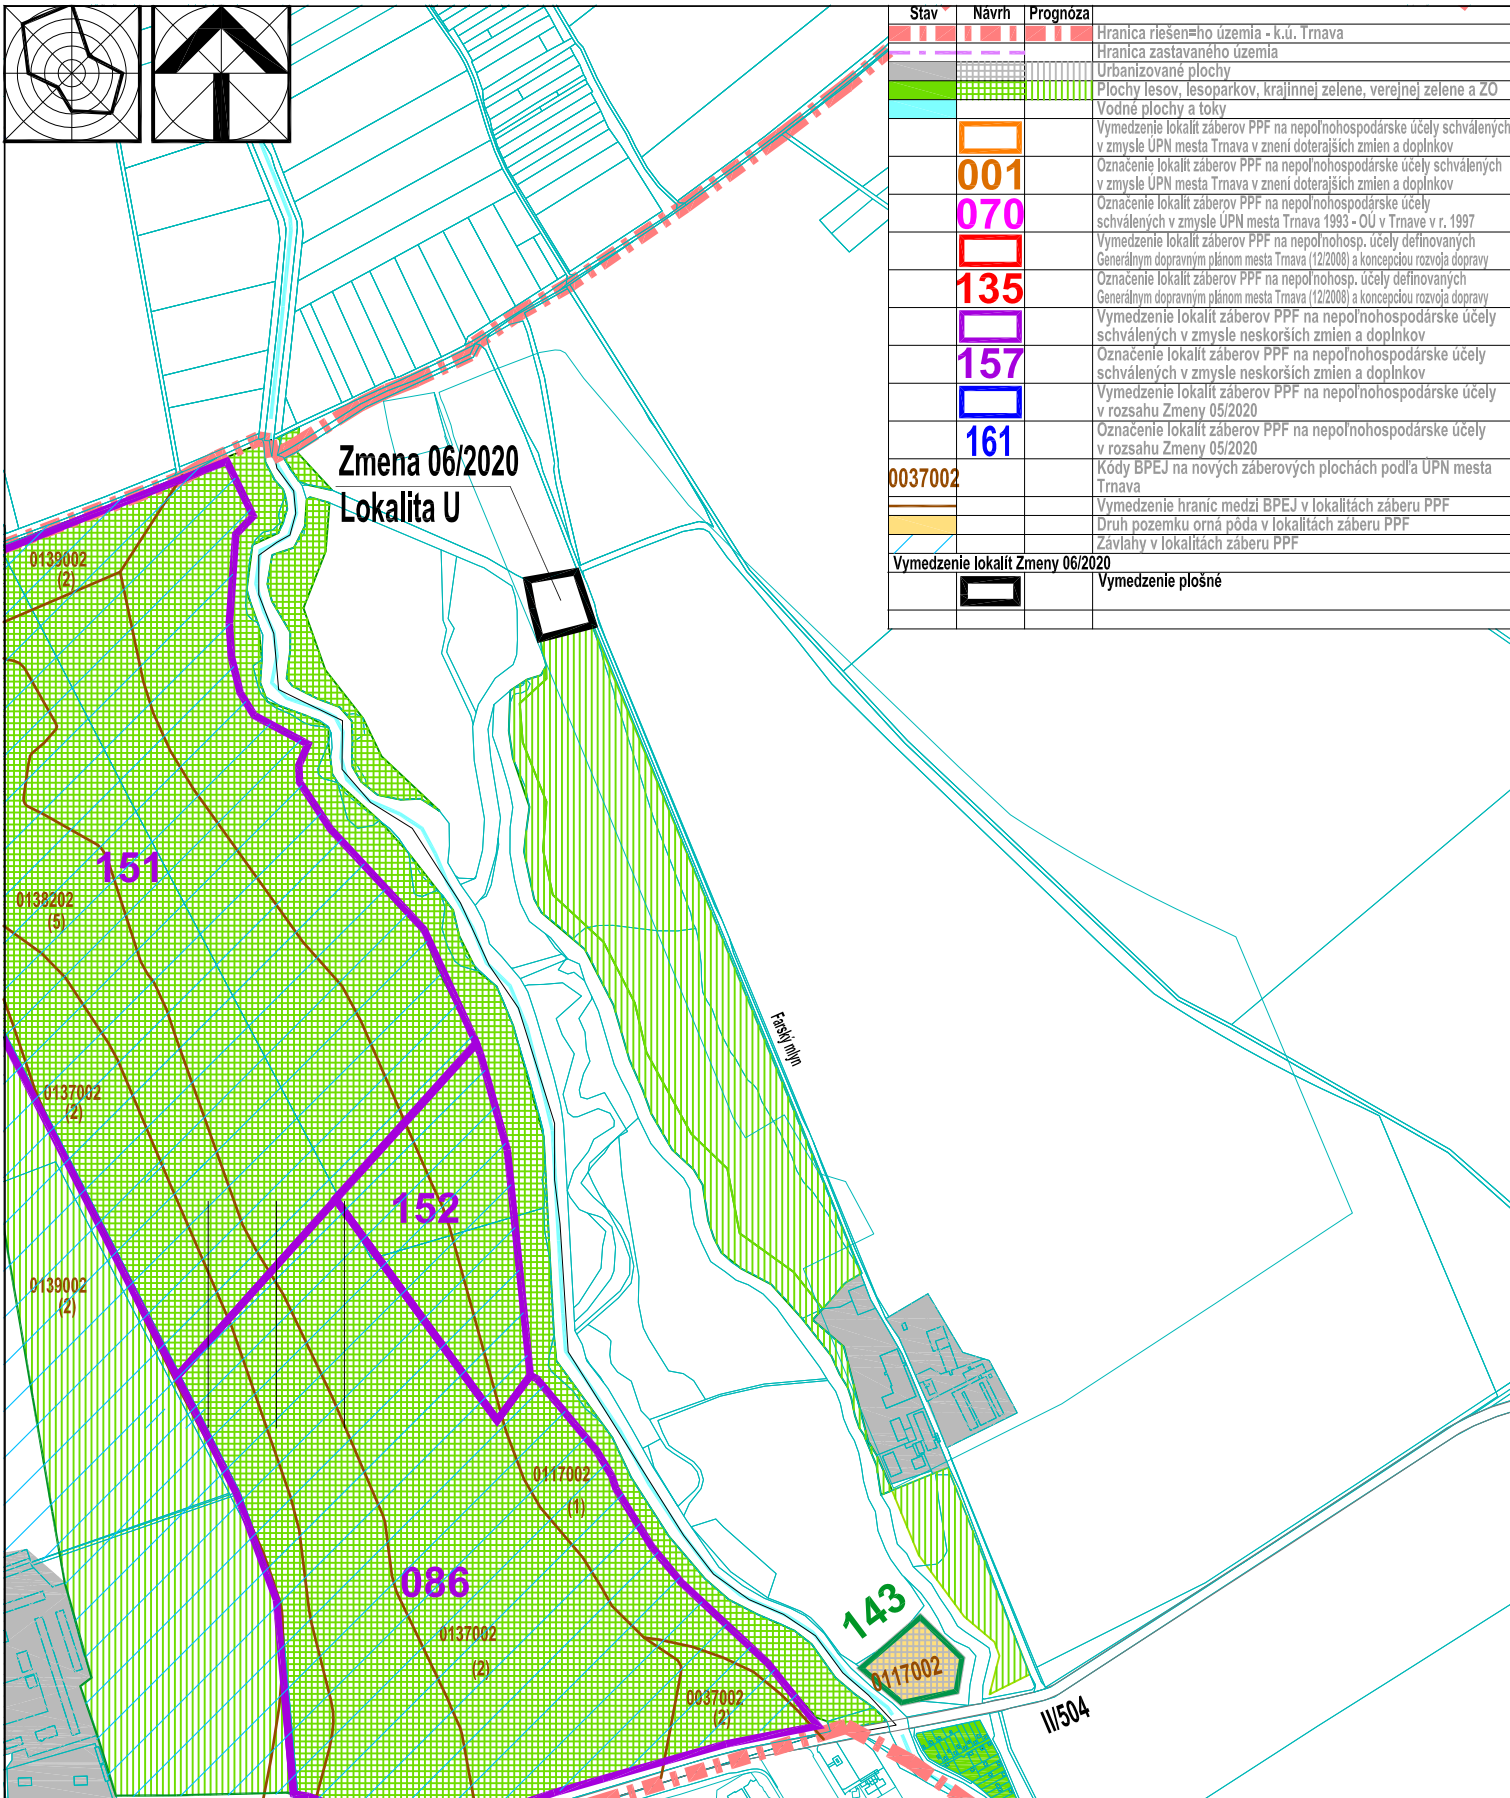 Stav Návrh Prognóza
Hranica riešen=ho územia - k.ú. Trnava
Hranica zastavaného územia
Urbanizované plochy
Plochy lesov, lesoparkov, krajinnej zelene, verejnej zelene a ZO
Vodné plochy a toky
Vymedzenie lokalít záberov PPF na nepoľnohospodárske účely schválených
v zmysle ÚPN mesta Trnava v znení doterajších zmien a doplnkov
001
Označenie lokalít záberov PPF na nepoľnohospodárske účely schválených
v zmysle ÚPN mesta Trnava v znení doterajších zmien a doplnkov
070
Označenie lokalít záberov PPF na nepoľnohospodárske účely
schválených v zmysle ÚPN mesta Trnava 1993 - OÚ v Trnave v r. 1997
Vymedzenie lokalít záberov PPF na nepoľnohosp. účely definovaných
Generálnym dopravným plánom mesta Trnava (12/2008) a koncepciou rozvoja dopravy
135
Označenie lokalít záberov PPF na nepoľnohosp. účely definovaných
Generálnym dopravným plánom mesta Trnava (12/2008) a koncepciou rozvoja dopravy
Vymedzenie lokalít záberov PPF na nepoľnohospodárske účely
schválených v zmysle neskorších zmien a doplnkov
157
Označenie lokalít záberov PPF na nepoľnohospodárske účely
schválených v zmysle neskorších zmien a doplnkov
Vymedzenie lokalít záberov PPF na nepoľnohospodárske účely
v rozsahu Zmeny 05/2020
161
Označenie lokalít záberov PPF na nepoľnohospodárske účely
v rozsahu Zmeny 05/2020
0037002
Kódy BPEJ na nových záberových plochách podľa ÚPN mesta
Trnava
Vymedzenie hraníc medzi BPEJ v lokalitách záberu PPF
Druh pozemku orná pôda v lokalitách záberu PPF
Závlahy v lokalitách záberu PPF
Vymedzenie lokalít Zmeny 06/2020
Vymedzenie plošné
Zmena 06/2020
Lokalita U
0139002
(2)
151
0138202
(5)
Farský mlyn
0137002
(2)
152
0139002
(2)
0117002
(1)
086
143
0137002
(2)
0117002
0037002
(2)
II/504